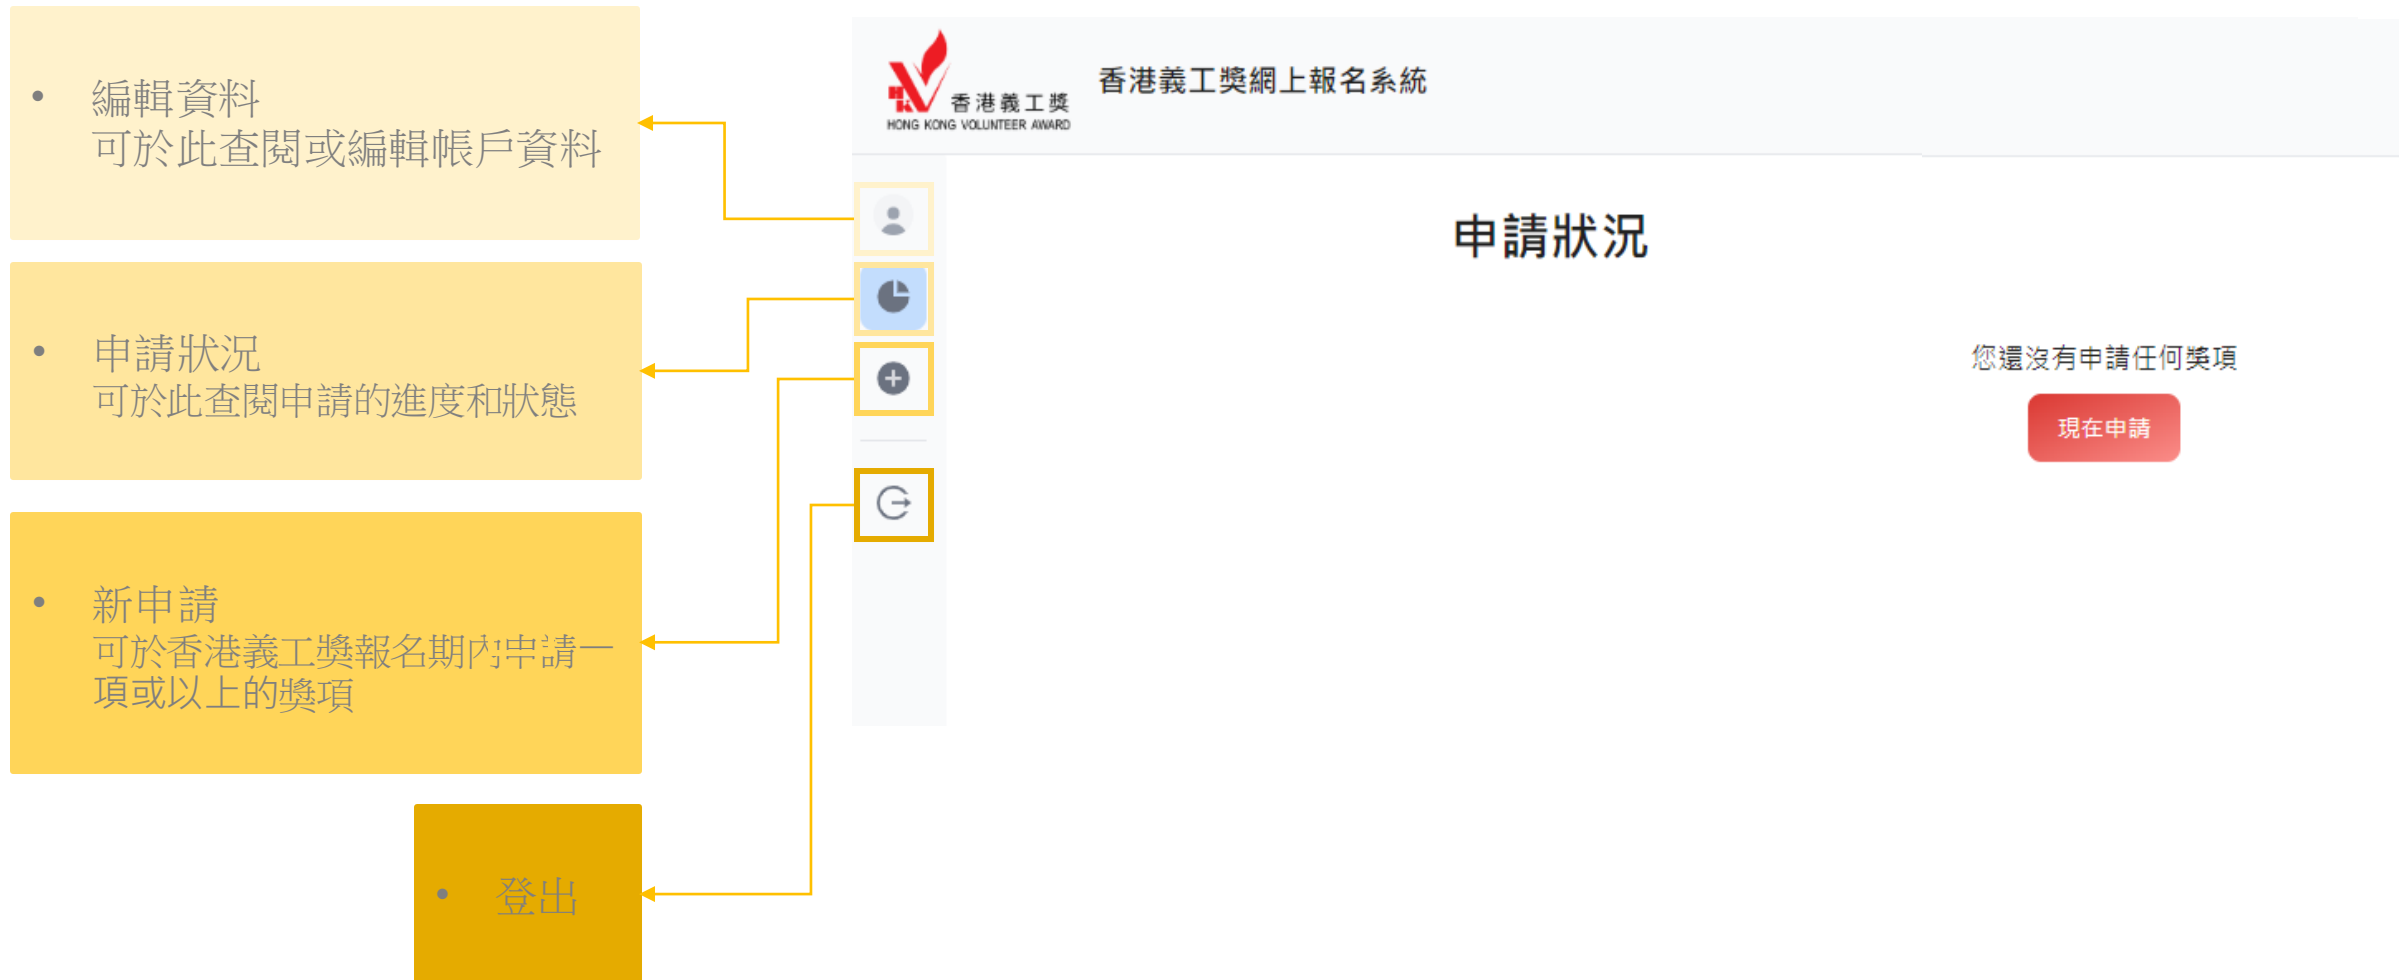 • 編輯資料
可於此查閱或編輯帳戶資料
• 申請狀況
可於此查閱申請的進度和狀態
• 新申請
可於香港義工獎報名期內申請一
項或以上的獎項
• 登出
香港義工獎
HONG KONG VOLUNTEER AWARD
香港義工獎網上報名系統
申請狀況
您還沒有申請任何獎項
現在申請